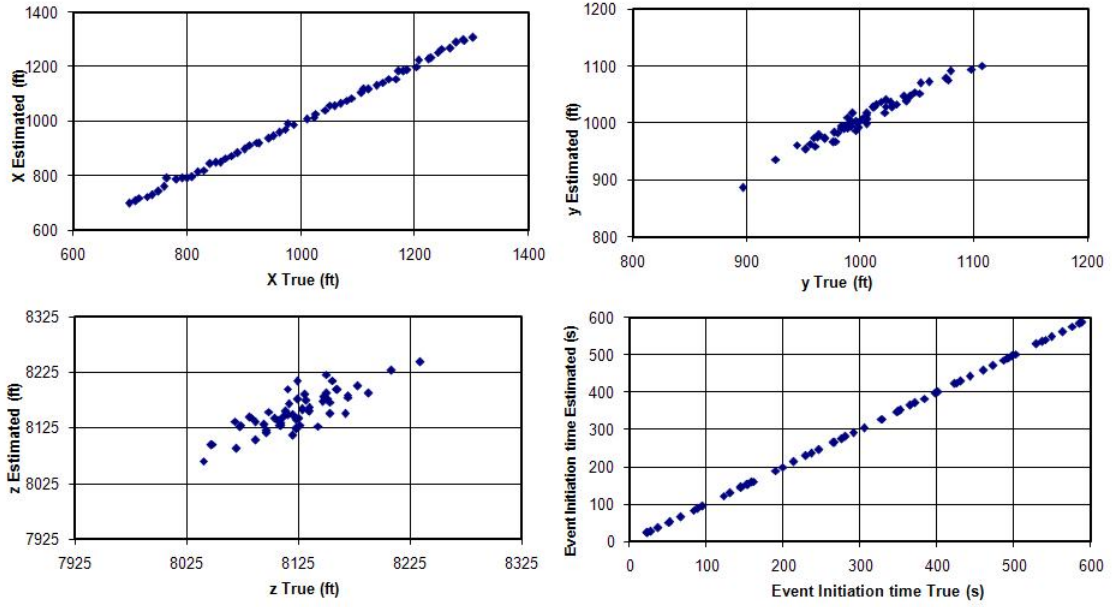 1400
1200
1000
800
600
600 800 1000 1200 1400
X Estimated (ft)
X True (ft)
1200
1100
1000
900
800
800 900 1000 1100 1200
y Estimated (ft)
y True (ft)
8325
8225
8125
8025
7925
7925 8025 8125 8225 8325
z Estimated (ft)
z True (ft)
600
500
400
300
200
100
0
0 100 200 300 400 500 600
Event Initiation time Estimated (s)
Event Initiation time True (s)